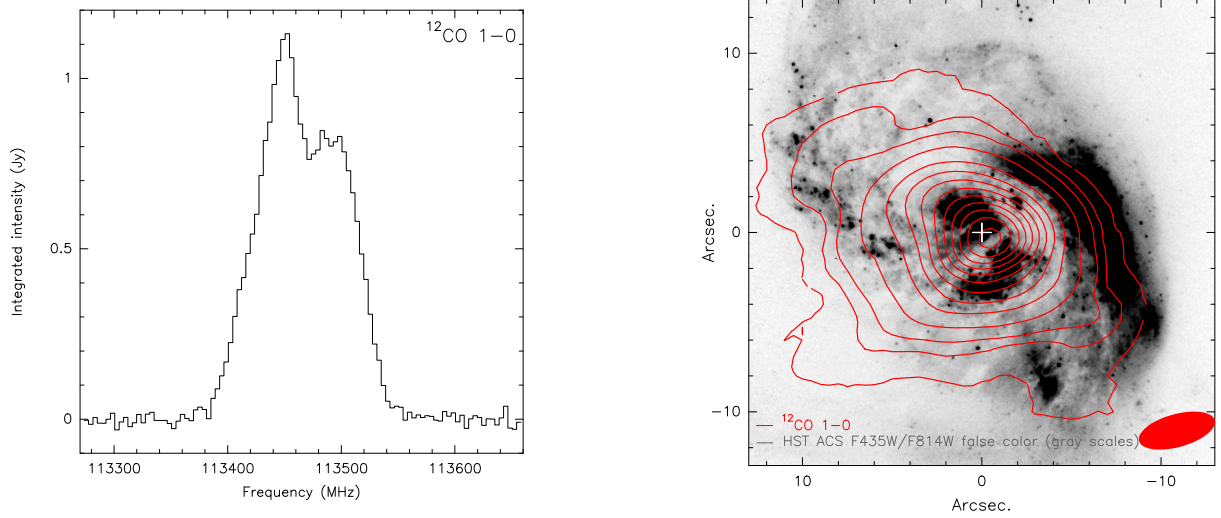 ¹²CO 1−0
Integrated intensity (Jy)
1
0.5
0
113300
113400
113500
113600
Frequency (MHz)
Arcsec.
10
0
−10
¹²CO 1−0
HST ACS F435W/F814W false color (gray scales)
10
0
−10
Arcsec.